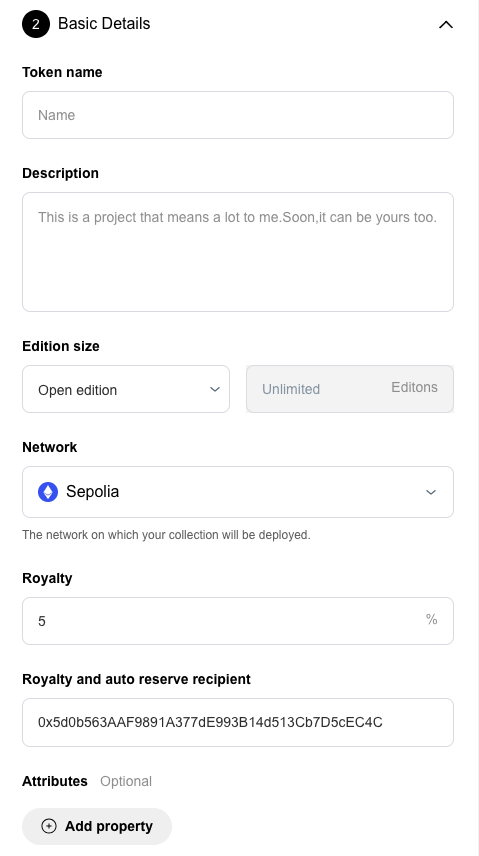 2 Basic Details
Token name
Name
Description
This is a project that means a lot to me.Soon,it can be yours too.
Edition size
Open edition
Unlimited
Editons
Network
Sepolia
The network on which your collection will be deployed.
Royalty
5
%
Royalty and auto reserve recipient
0x5d0b563AAF9891A377dE993B14d513Cb7D5cEC4C
Attributes Optional
Add property